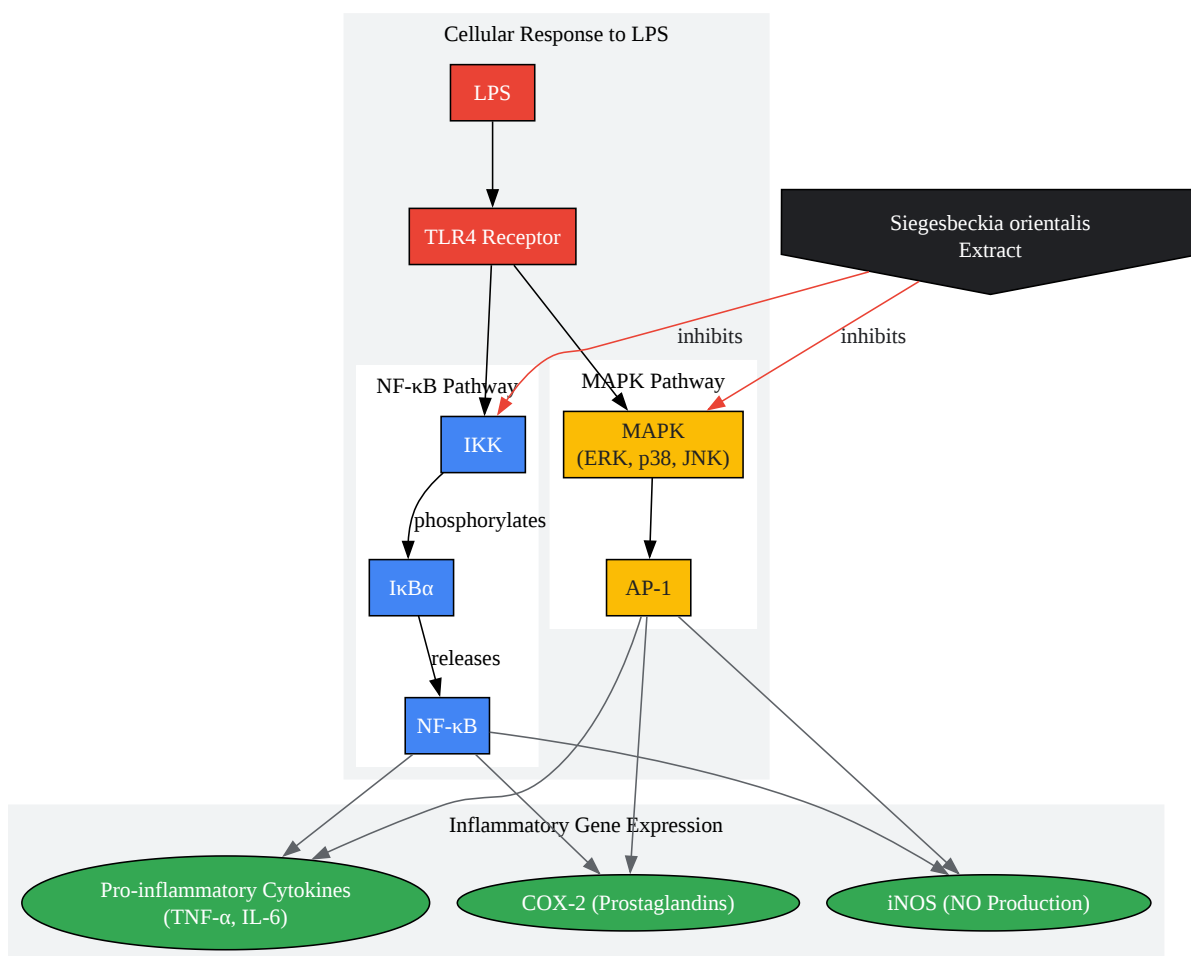 Cellular Response to LPS
LPS
TLR4 Receptor
Siegesbeckia orientalis
Extract
inhibits
inhibits
NF-κB Pathway
MAPK Pathway
IKK
MAPK
(ERK, p38, JNK)
phosphorylates
IκBα
AP-1
releases
NF-κB
Inflammatory Gene Expression
Pro-inflammatory Cytokines
(TNF-α, IL-6)
COX-2 (Prostaglandins)
iNOS (NO Production)